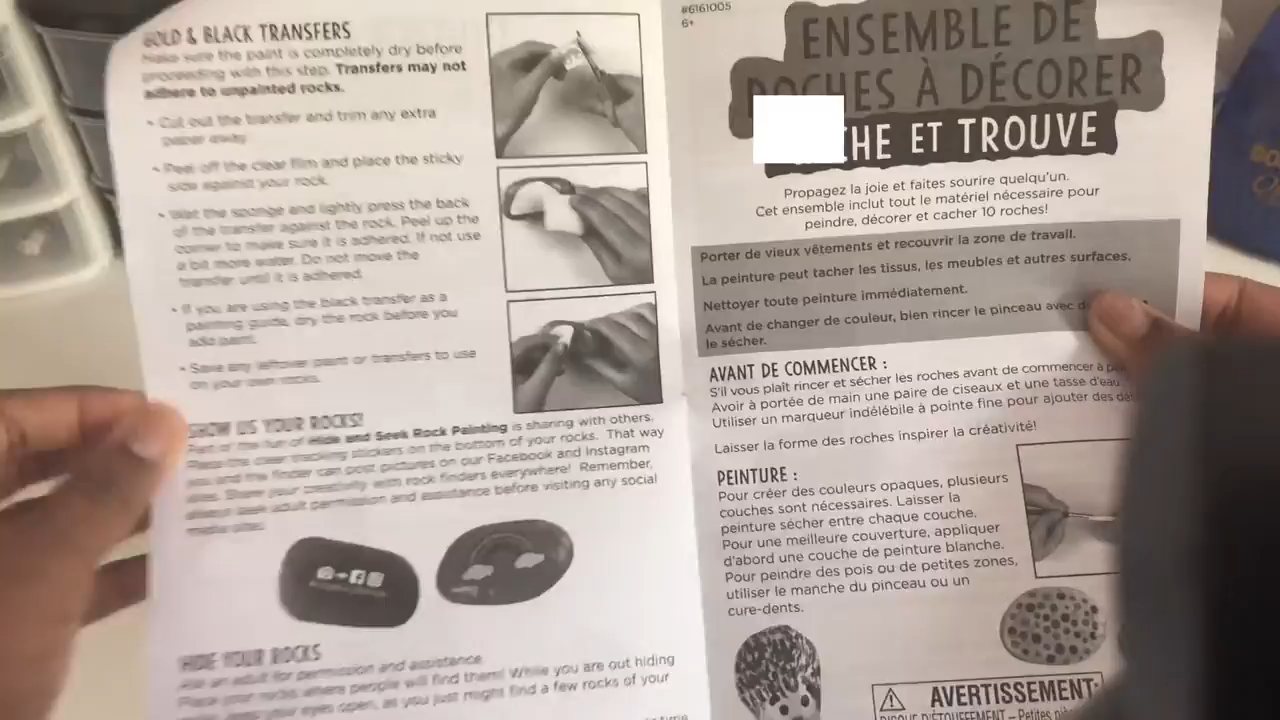 GOLD & BLACK TRANSFERS
Make sure the paint is completely dry before
proceeding with this step. Transfers may not
adhere to unpainted rocks.
• Cut out the transfer and trim any extra
paper away.
• Peel off the clear film and place the sticky
side against your rock.
• Wet the sponge and lightly press the back
of the transfer against the rock. Peel up the
corner to make sure it is adhered. If not use
a bit more water. Do not move the
transfer until it is adhered.
• If you are using the black transfer as a
painting guide, dry the rock before you
add paint.
• Save any leftover paint or transfers to use
on your own rocks.
SHOW US YOUR ROCKS!
Part of the fun of Hide and Seek Rock Painting is sharing with others.
Place the clear tracking stickers on the bottom of your rocks. That way
you and the finder can post pictures on our Facebook and Instagram
sites. Share your creativity with rock finders everywhere! Remember,
always seek adult permission and assistance before visiting any social
media sites.
HIDE YOUR ROCKS
Ask an adult for permission and assistance.
Place your rocks where people will find them! While you are out hiding
your eyes open, as you just might find a few rocks of your
time
#6161005
6+
ENSEMBLE DE
ROCHES À DÉCORER
CHE ET TROUVE
Propagez la joie et faites sourire quelqu'un.
Cet ensemble inclut tout le matériel nécessaire pour
peindre, décorer et cacher 10 roches!
Porter de vieux vêtements et recouvrir la zone de travail.
La peinture peut tacher les tissus, les meubles et autres surfaces.
Nettoyer toute peinture immédiatement.
Avant de changer de couleur, bien rincer le pinceau avec
le sécher.
AVANT DE COMMENCER :
S'il vous plaît rincer et sécher les roches avant de commencer à
Avoir à portée de main une paire de ciseaux et une tasse d'eau
Utiliser un marqueur indélébile à pointe fine pour ajouter des
Laisser la forme des roches inspirer la créativité!
PEINTURE :
Pour créer des couleurs opaques, plusieurs
couches sont nécessaires. Laisser la
peinture sécher entre chaque couche.
Pour une meilleure couverture, appliquer
d'abord une couche de peinture blanche.
Pour peindre des pois ou de petites zones,
utiliser le manche du pinceau ou un
cure-dents.
AVERTISSEMENT:
RISQUE D'ÉTOUFFEMENT – Petites